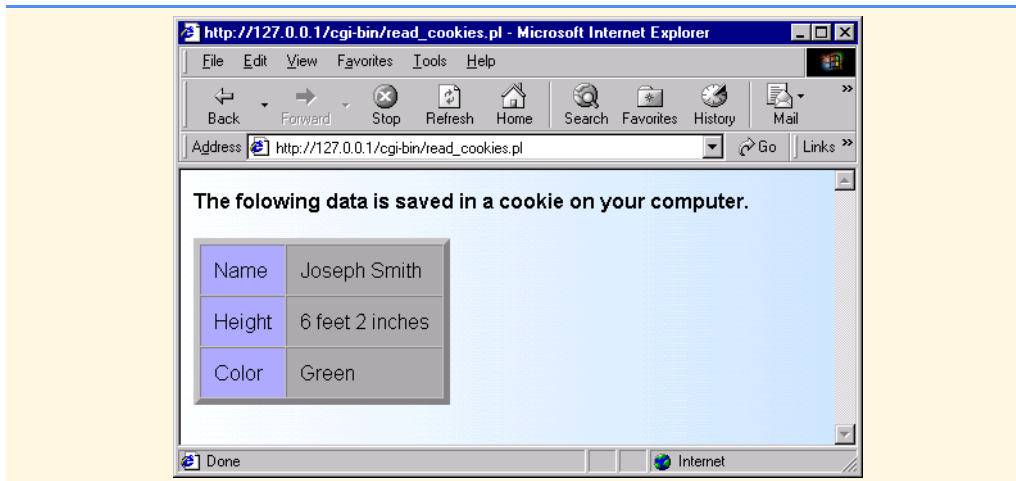 http://127.0.0.1/cgi-bin/read_cookies.pl - Microsoft Internet Explorer
File Edit View Favorites Tools Help
Back Forward Stop Refresh Home Search Favorites History Mail »
Address http://127.0.0.1/cgi-bin/read_cookies.pl Go Links »
The folowing data is saved in a cookie on your computer.
Name Joseph Smith
Height 6 feet 2 inches
Color Green
Done Internet